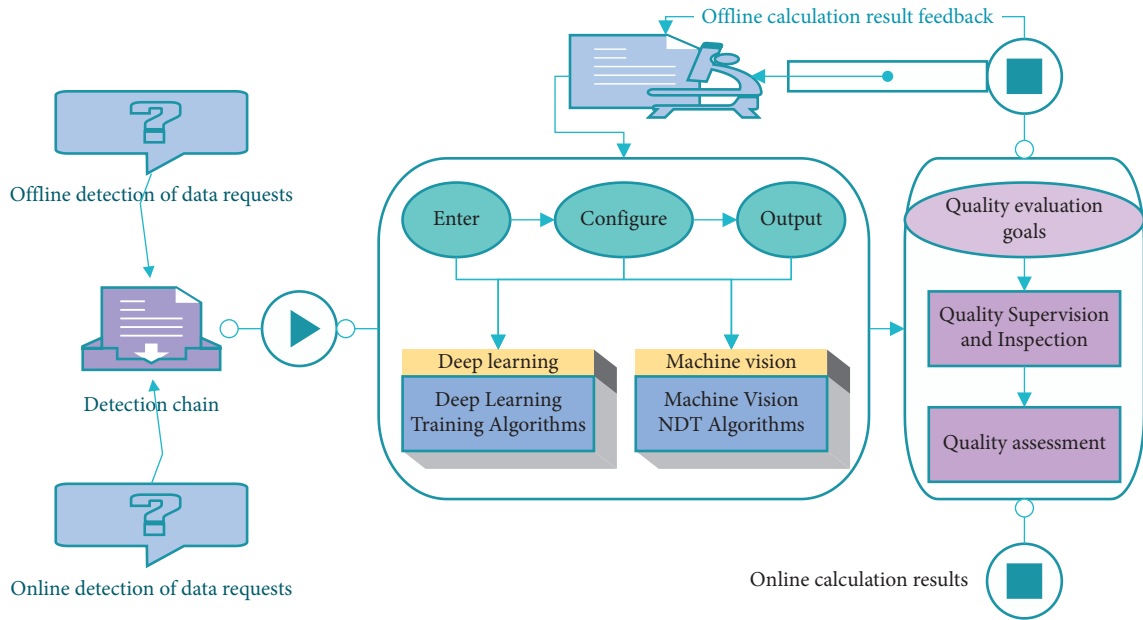 Offline calculation result feedback
?
Offline detection of data requests
Enter
Configure
Output
Quality evaluation
goals
Quality Supervision
and Inspection
Detection chain
Deep learning
Deep Learning
Training Algorithms
Machine vision
Machine Vision
NDT Algorithms
Quality assessment
?
Online detection of data requests
Online calculation results